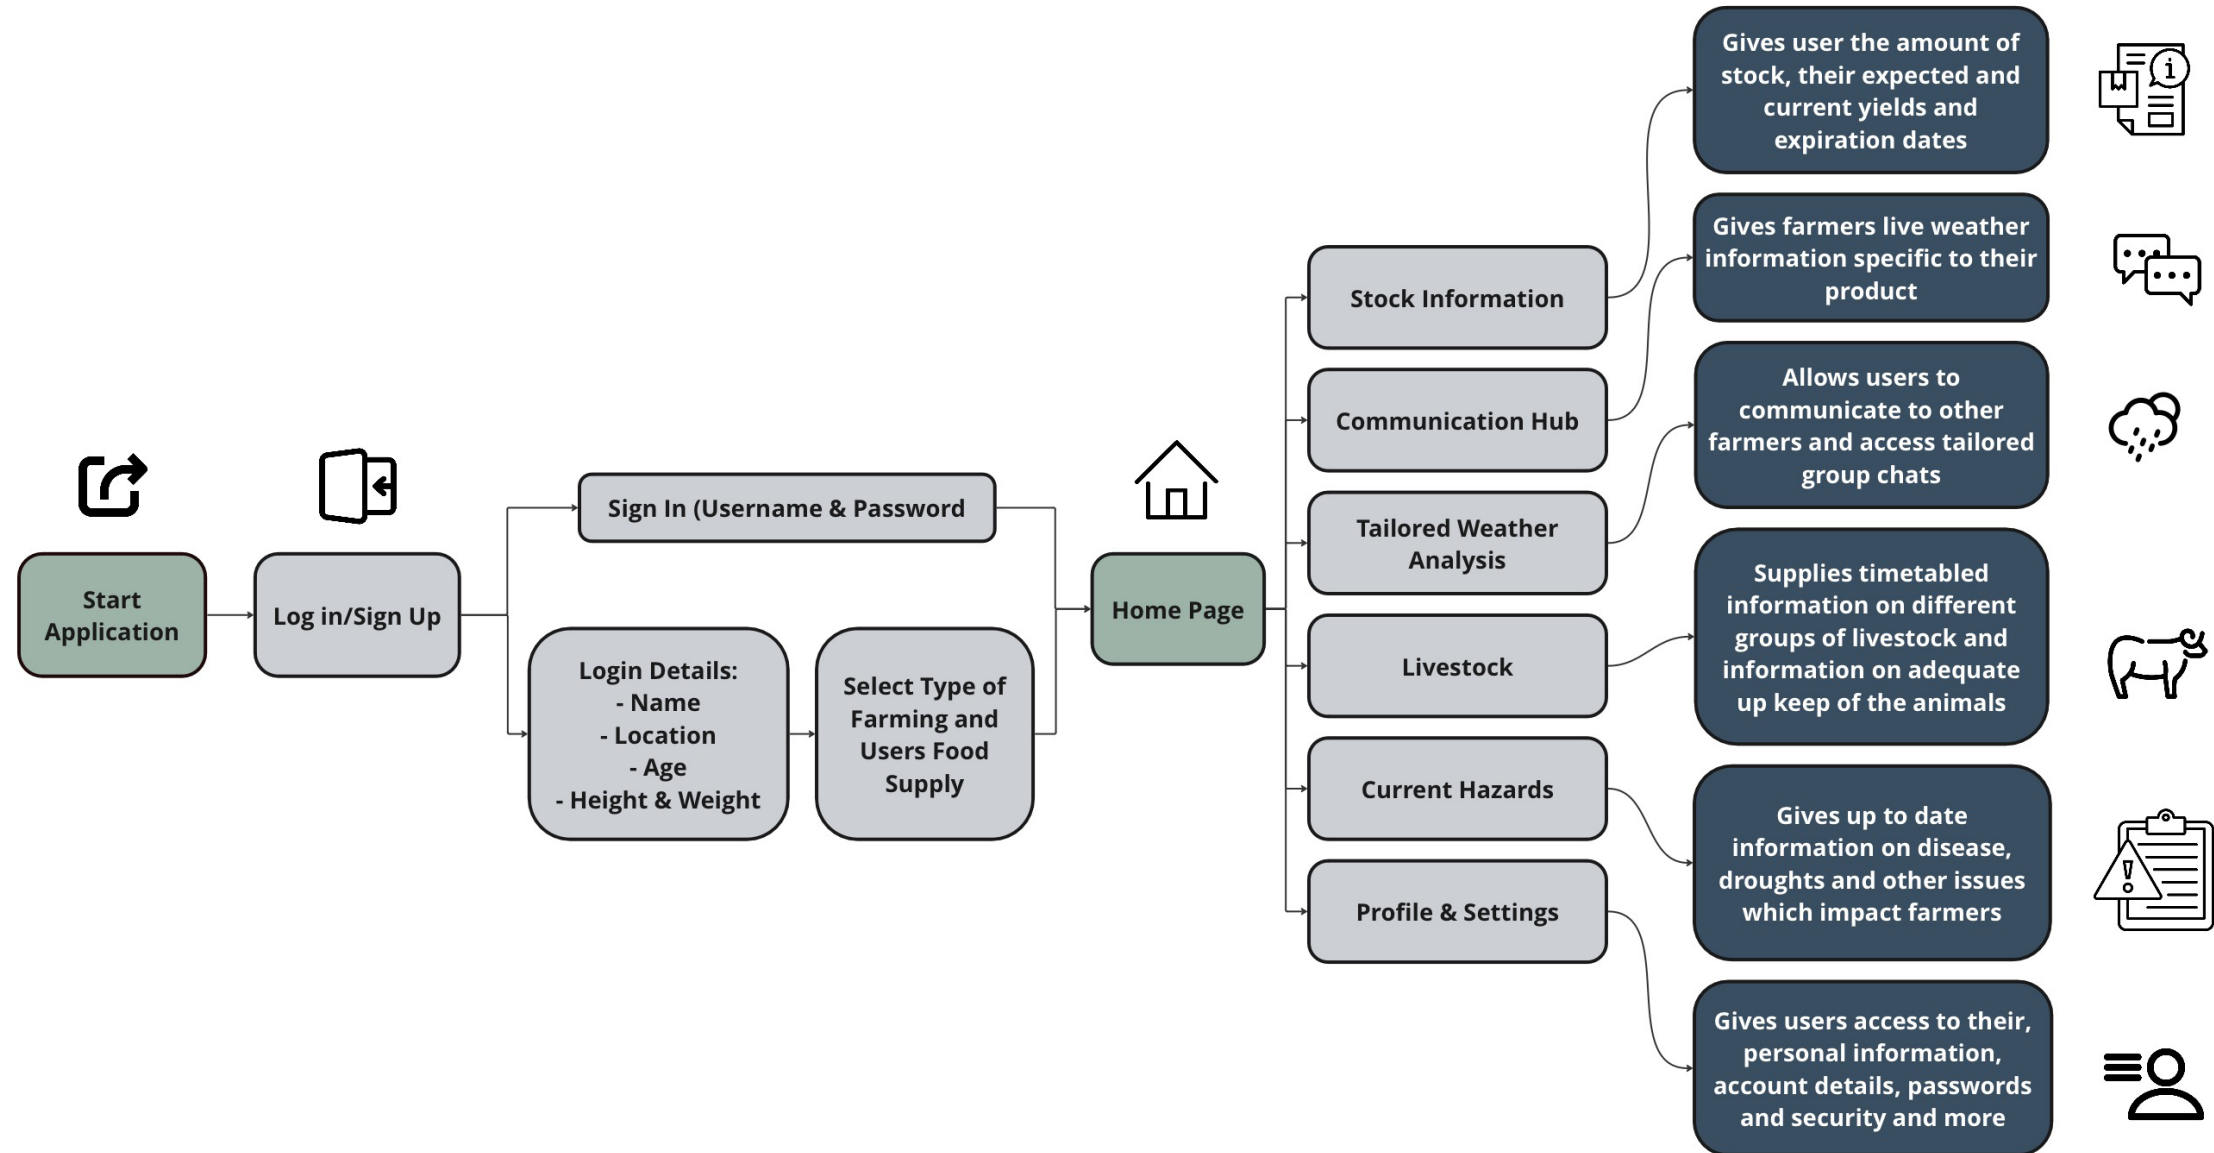 Start
Application
Log in/Sign Up
Sign In (Username & Password
Login Details:
- Name
- Location
- Age
- Height & Weight
Select Type of
Farming and
Users Food
Supply
Home Page
Stock Information
Communication Hub
Tailored Weather
Analysis
Livestock
Current Hazards
Profile & Settings
Gives user the amount of
stock, their expected and
current yields and
expiration dates
Gives farmers live weather
information specific to their
product
Allows users to
communicate to other
farmers and access tailored
group chats
Supplies timetabled
information on different
groups of livestock and
information on adequate
up keep of the animals
Gives up to date
information on disease,
droughts and other issues
which impact farmers
Gives users access to their,
personal information,
account details, passwords
and security and more